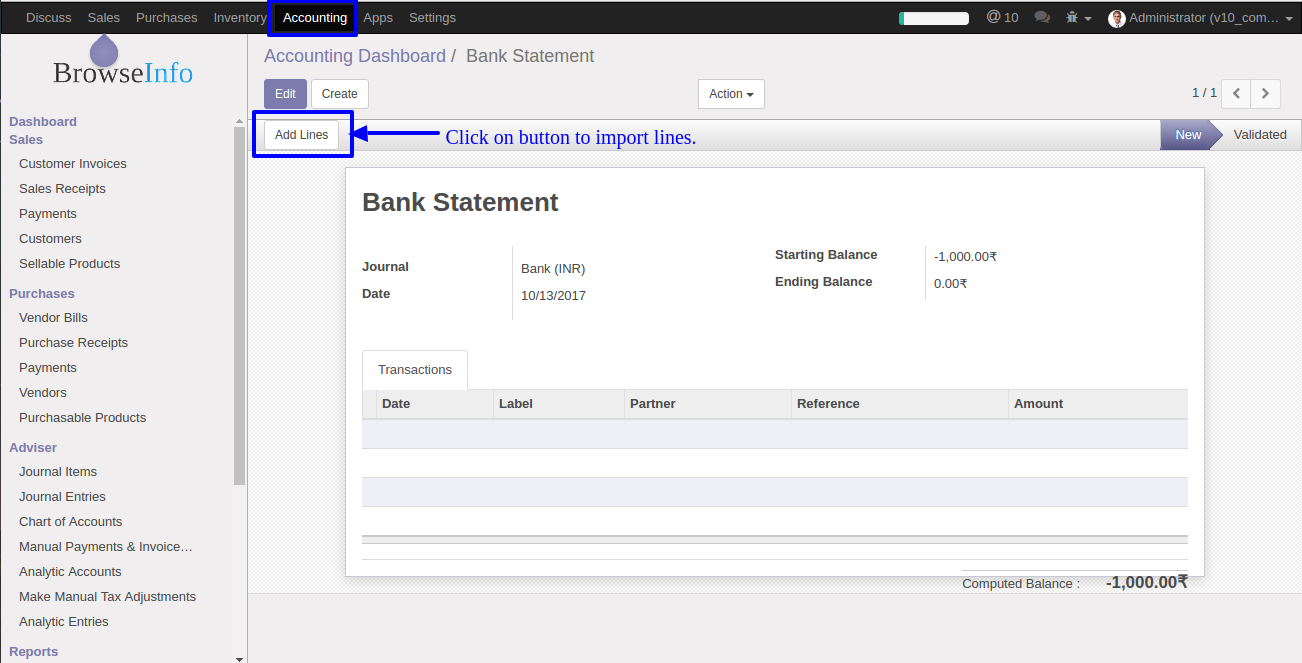 Discuss Sales Purchases Inventory Accounting Apps Settings @ 10 Administrator (v10_com...
BrowseInfo
Accounting Dashboard / Bank Statement
Edit Create Action 1 / 1
Add Lines Click on button to import lines. New Validated
Dashboard
Sales
Customer Invoices
Sales Receipts
Payments
Customers
Sellable Products
Purchases
Vendor Bills
Purchase Receipts
Payments
Vendors
Purchasable Products
Adviser
Journal Items
Journal Entries
Chart of Accounts
Manual Payments & Invoice...
Analytic Accounts
Make Manual Tax Adjustments
Analytic Entries
Reports
Bank Statement
Journal Bank (INR)
Date 10/13/2017
Starting Balance -1,000.00₹
Ending Balance 0.00₹
Transactions
Date Label Partner Reference Amount
Computed Balance : -1,000.00₹